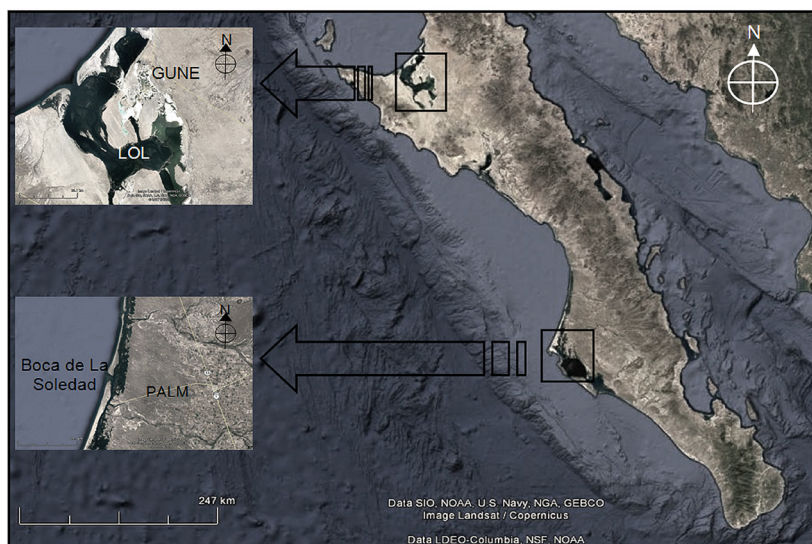 GUNE
N
LOL
N
N
Boca de La
Soledad
PALM
247 km
Data SIO, NOAA, U.S. Navy, NGA, GEBCO
Image Landsat / Copernicus
Data LDEO-Columbia, NSF, NOAA